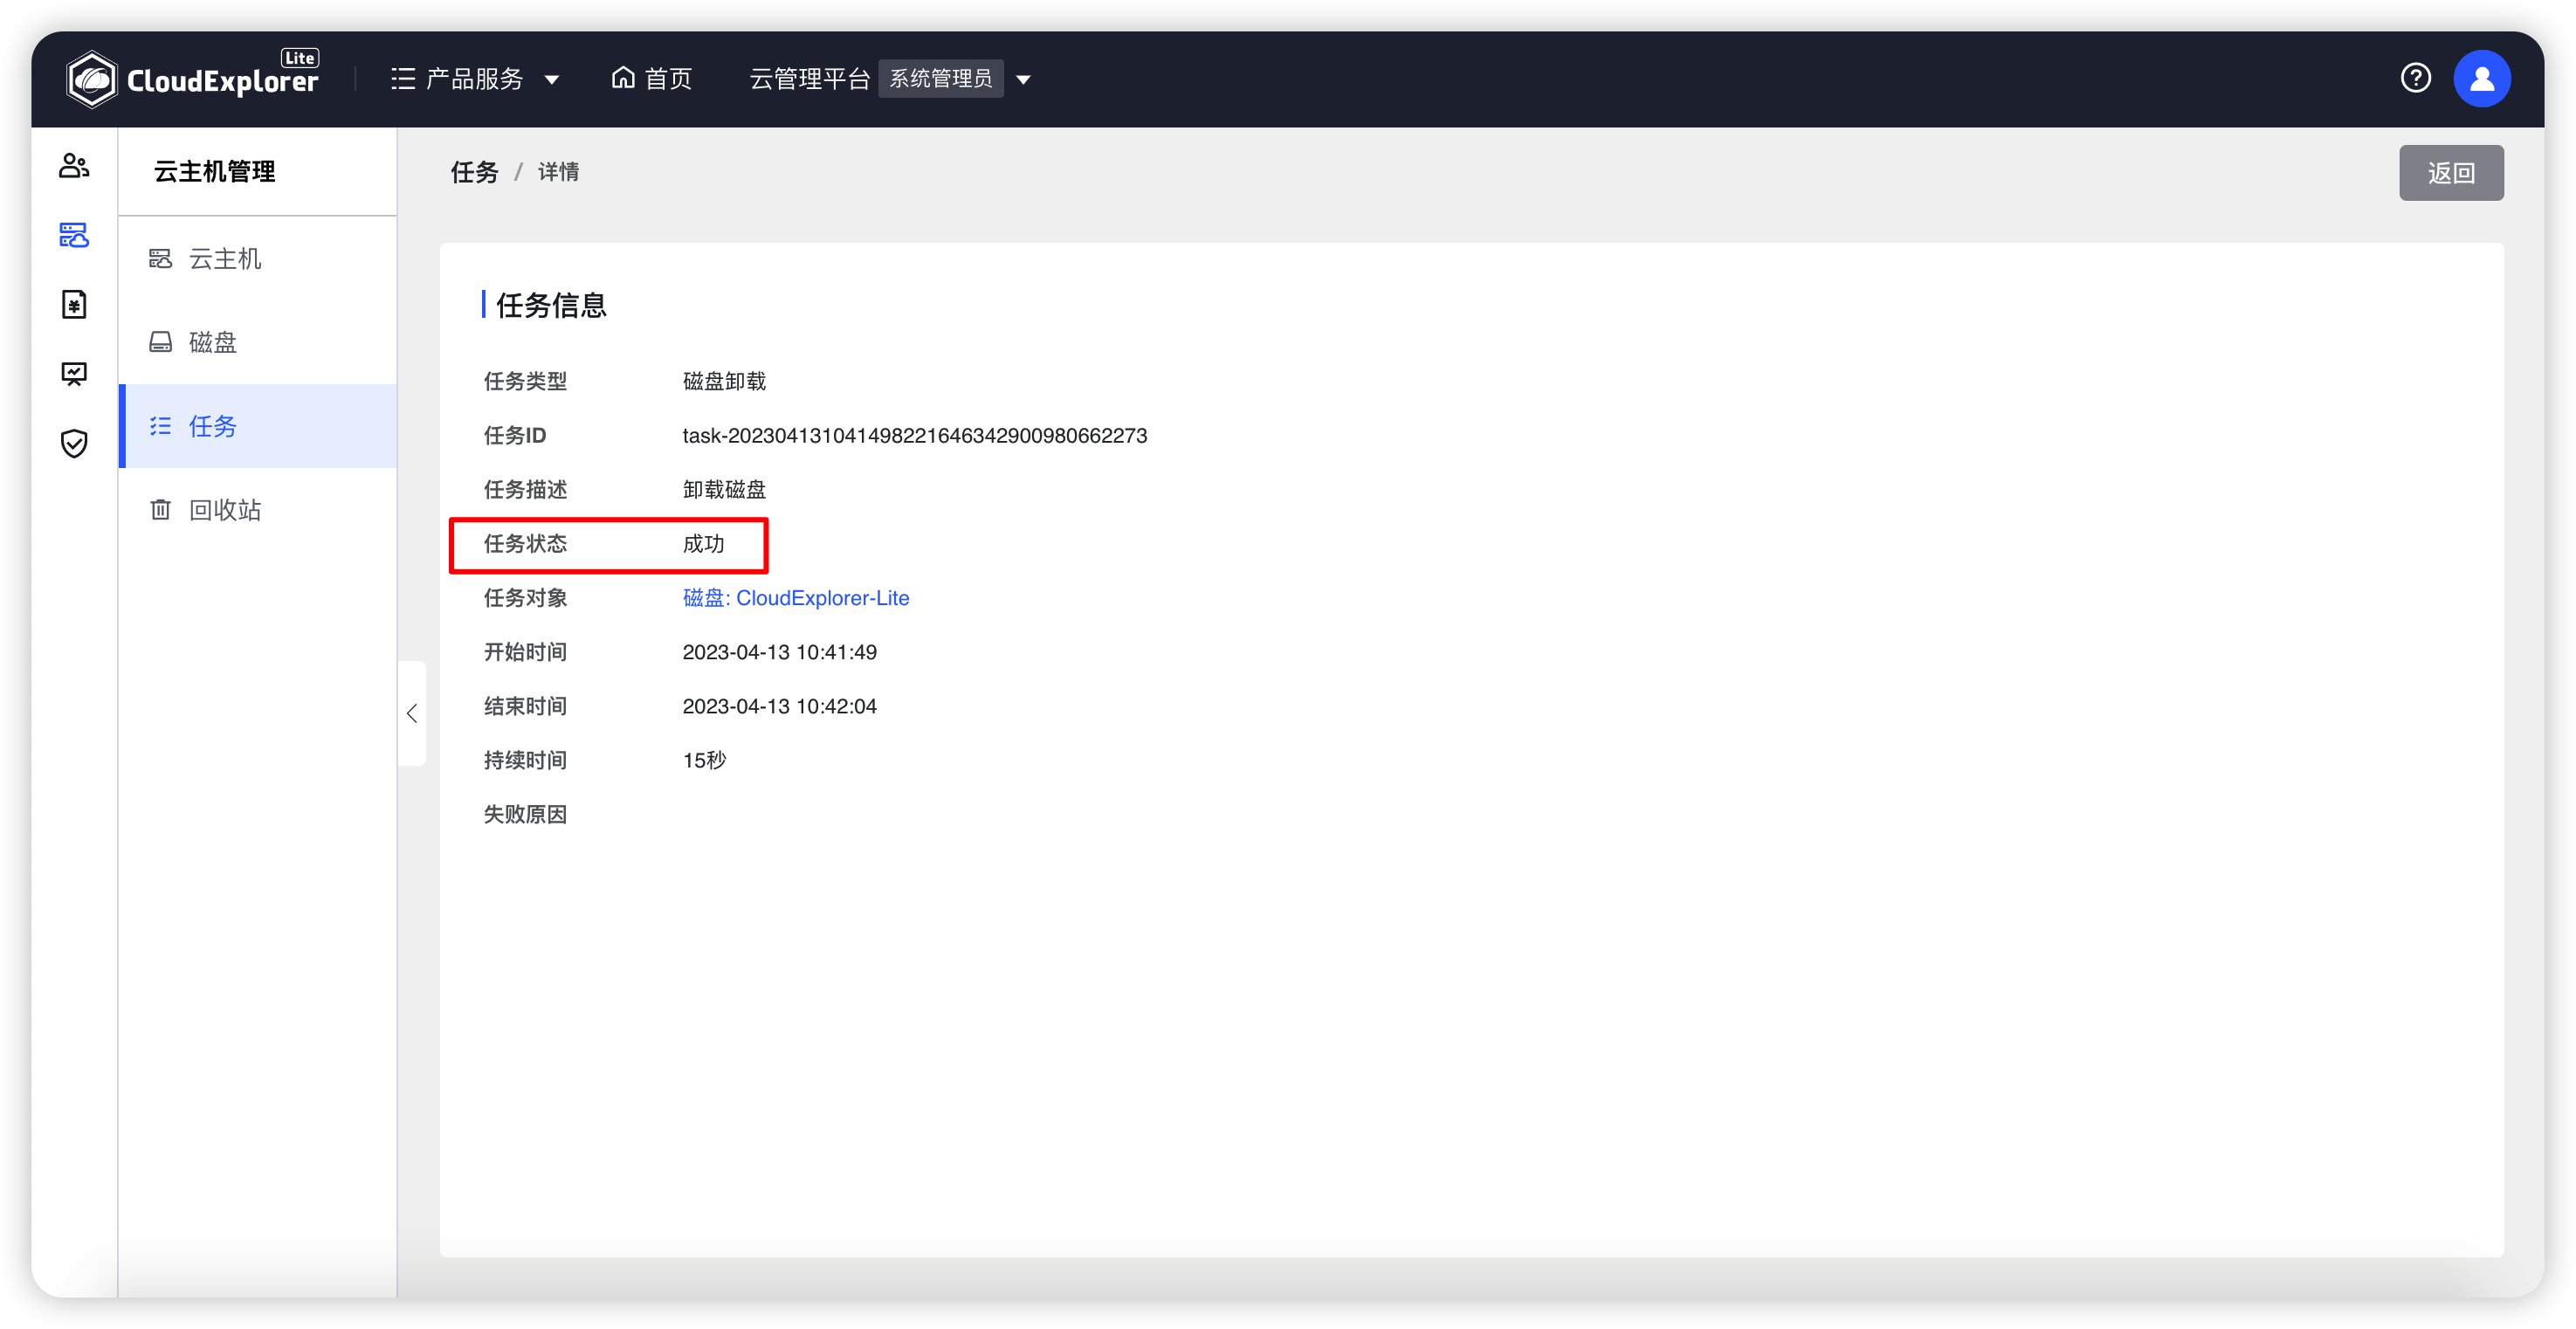 CloudExplorer Lite 产品服务 首页 云管理平台 系统管理员
云主机管理
云主机
磁盘
任务
回收站
任务 / 详情 返回
任务信息
任务类型 磁盘卸载
任务ID task-20230413104149822164634290098066​2273
任务描述 卸载磁盘
任务状态 成功
任务对象 磁盘: CloudExplorer-Lite
开始时间 2023-04-13 10:41:49
结束时间 2023-04-13 10:42:04
持续时间 15秒
失败原因